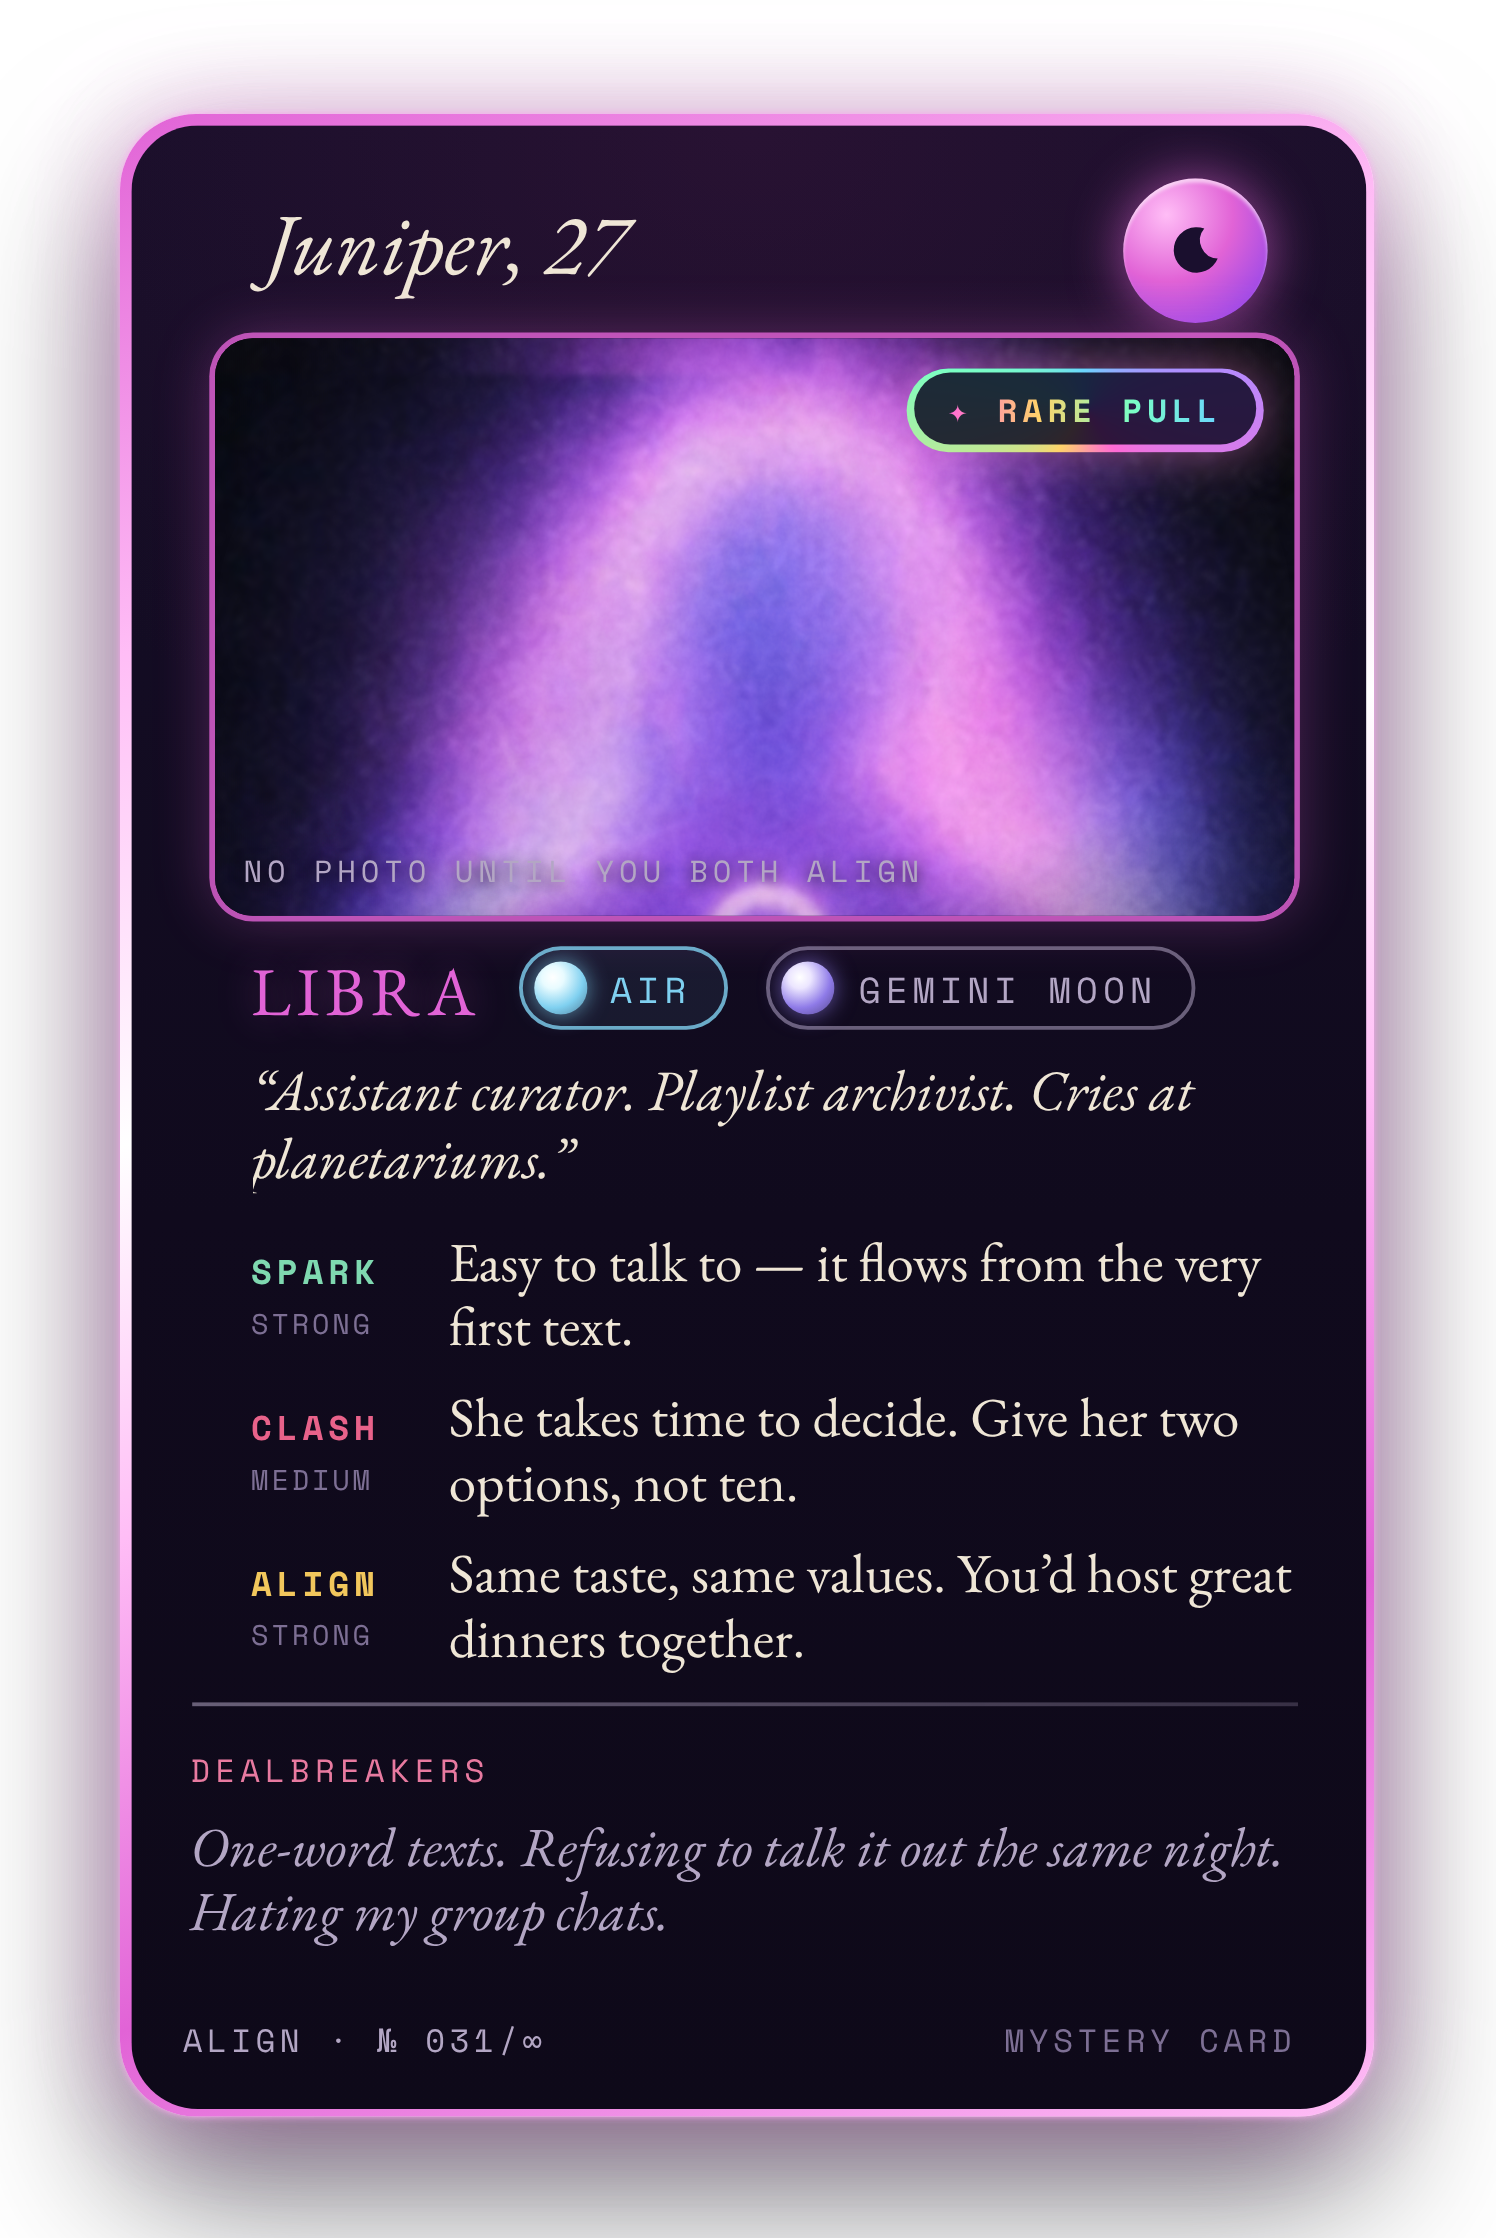 Juniper, 27
✦ RARE PULL
NO PHOTO UNTIL YOU BOTH ALIGN
LIBRA
AIR
GEMINI MOON
“Assistant curator. Playlist archivist. Cries at
planetariums.”
SPARK
STRONG
Easy to talk to — it flows from the very
first text.
CLASH
MEDIUM
She takes time to decide. Give her two
options, not ten.
ALIGN
STRONG
Same taste, same values. You’d host great
dinners together.
DEALBREAKERS
One-word texts. Refusing to talk it out the same night.
Hating my group chats.
ALIGN · № 031/∞
MYSTERY CARD